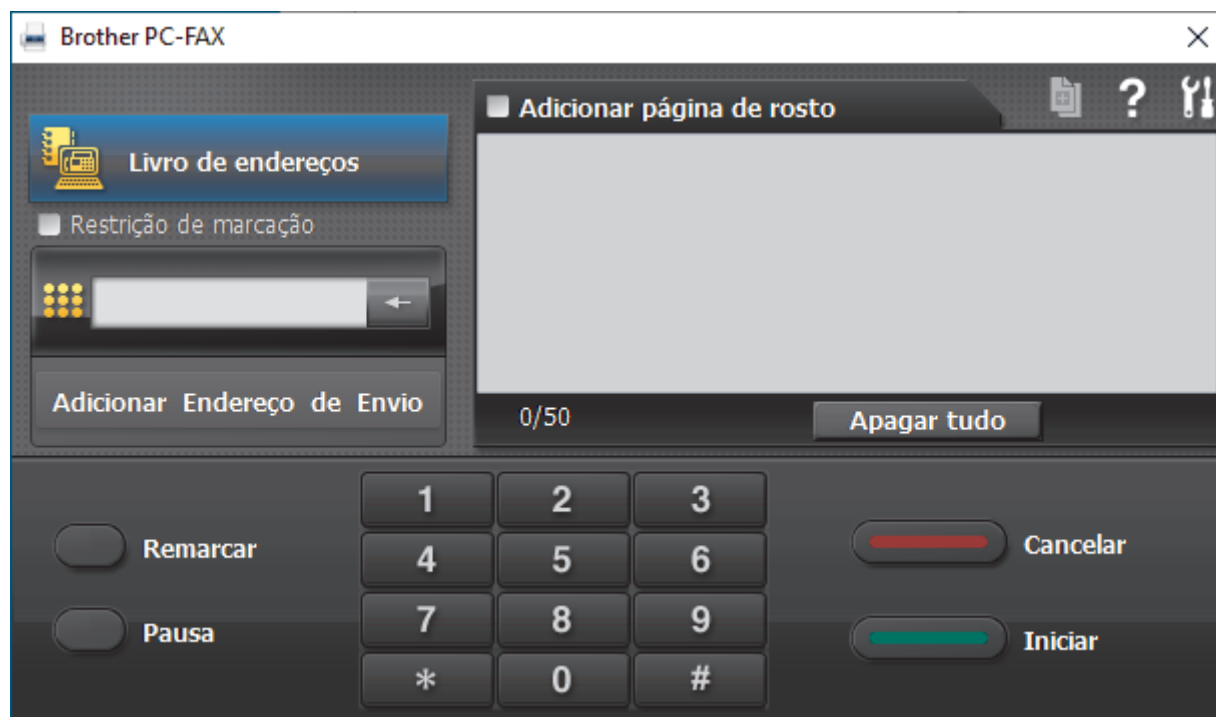 Brother PC-FAX
Adicionar página de rosto
?
Livro de endereços
Restrição de marcação
Adicionar Endereço de Envio
0/50
Apagar tudo
1 2 3
4 5 6
7 8 9
* 0 #
Remarcar
Pausa
Cancelar
Iniciar